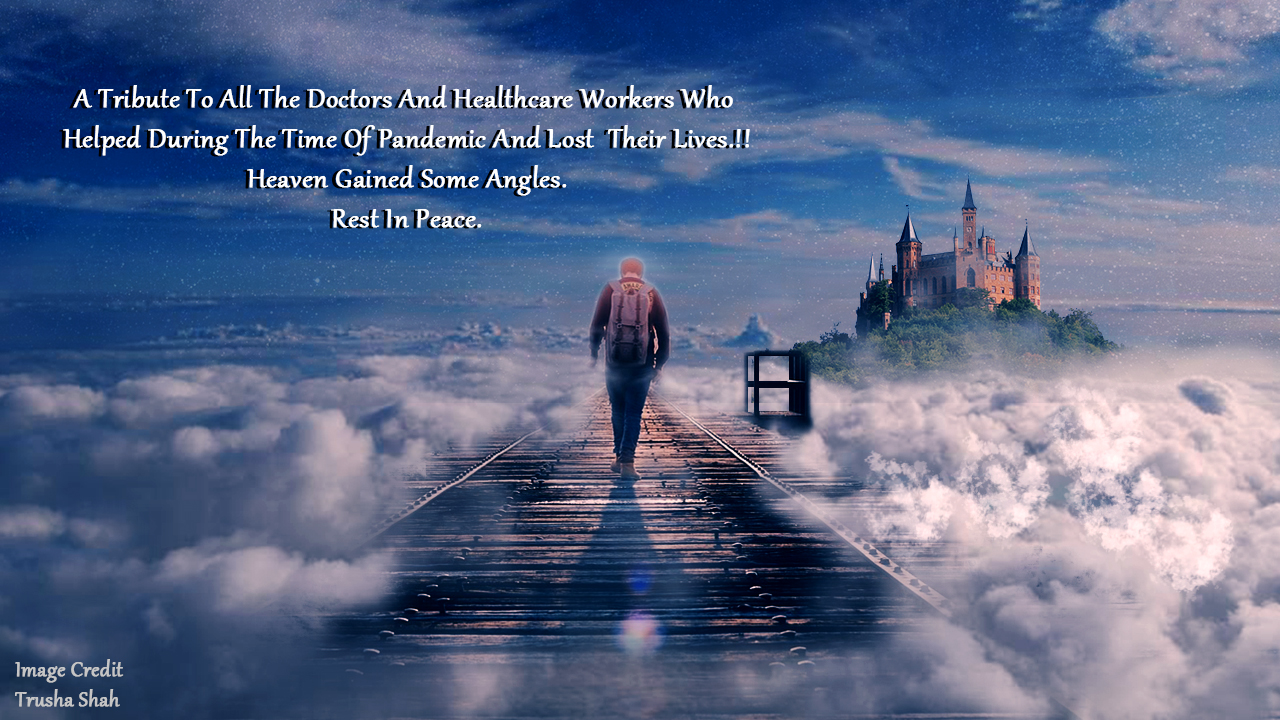 A Tribute To All The Doctors And Healthcare Workers Who
Helped During The Time Of Pandemic And Lost Their Lives.!!
Heaven Gained Some Angles.
Rest In Peace.
Image Credit
Trusha Shah